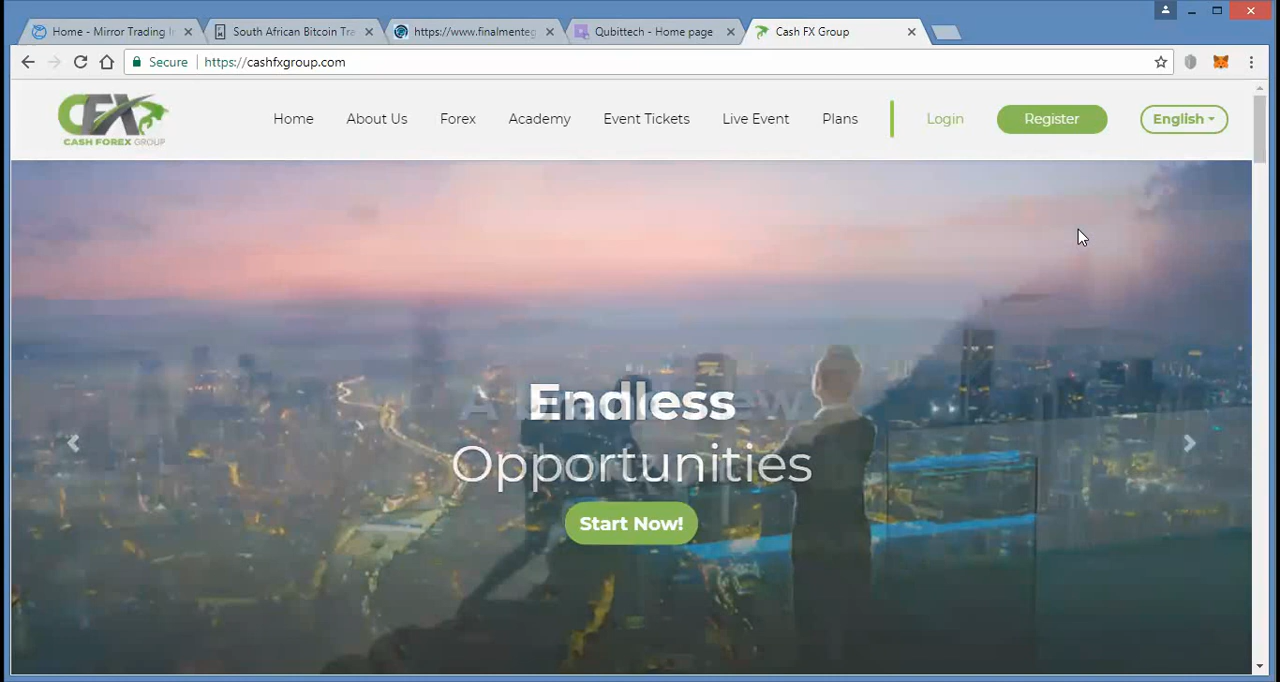 Home - Mirror Trading I
South African Bitcoin Tra
https://www.finalmenteg
Qubittech - Home page
Cash FX Group
Secure
https://cashfxgroup.com
CFX
CASH FOREX GROUP
Home
About Us
Forex
Academy
Event Tickets
Live Event
Plans
Login
Register
English
Endless
Opportunities
Start Now!